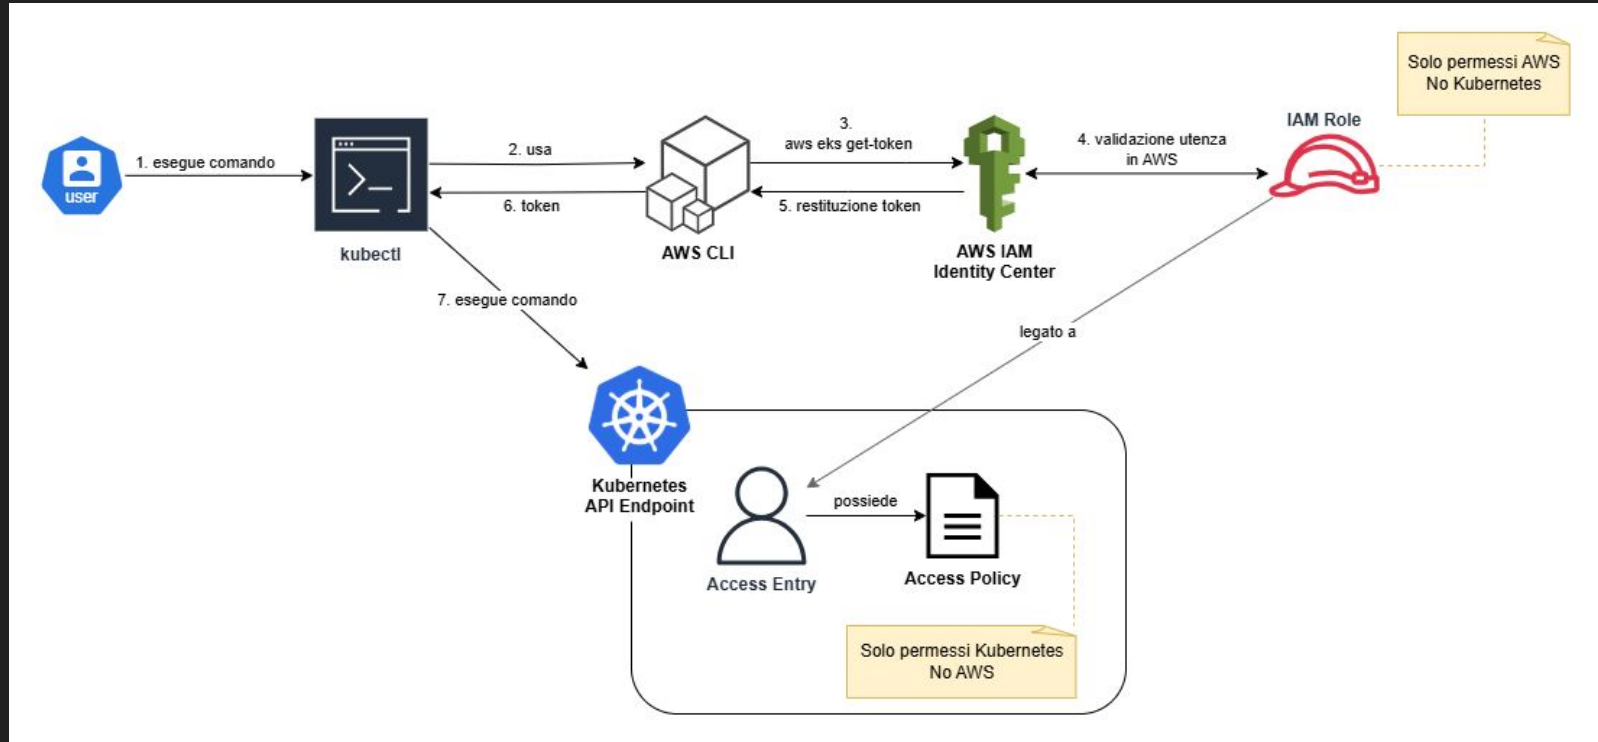 Solo permessi AWS
No Kubernetes
IAM Role
user
1. esegue comando
kubectl
2. usa
6. token
AWS CLI
3.
aws eks get-token
5. restituzione token
AWS IAM
Identity Center
4. validazione utenza
in AWS
7. esegue comando
legato a
Kubernetes
API Endpoint
Access Entry
possiede
Access Policy
Solo permessi Kubernetes
No AWS